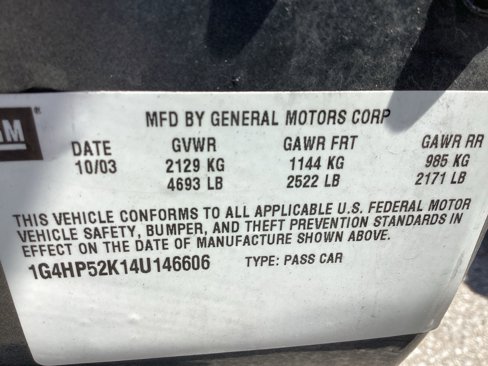 GM ®
MFD BY GENERAL MOTORS CORP
DATE GVWR GAWR FRT GAWR RR
10/03 2129 KG 1144 KG 985 KG
4693 LB 2522 LB 2171 LB
THIS VEHICLE CONFORMS TO ALL APPLICABLE U.S. FEDERAL MOTOR
VEHICLE SAFETY, BUMPER, AND THEFT PREVENTION STANDARDS IN
EFFECT ON THE DATE OF MANUFACTURE SHOWN ABOVE.
1G4HP52K14U146606 TYPE: PASS CAR